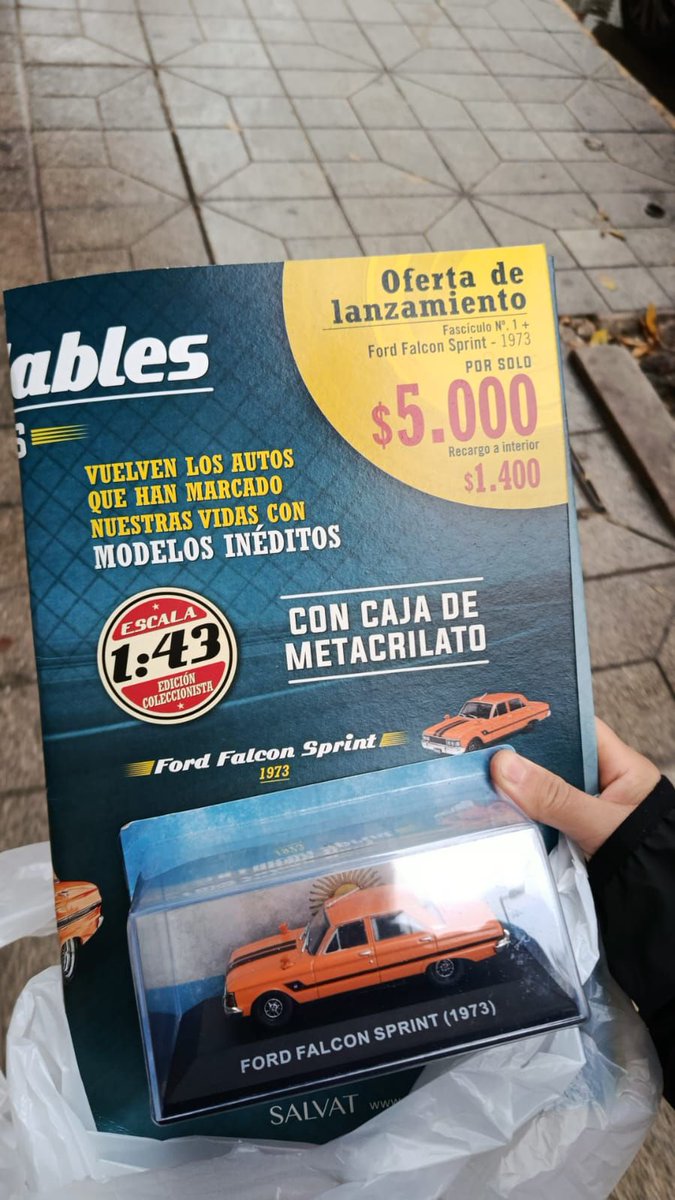 Oferta de
lanzamiento
Fascículo Nº. 1 +
Ford Falcon Sprint - 1973
POR SOLO
$5.000
Recargo a interior
$1.400
ables
S
VUELVEN LOS AUTOS
QUE HAN MARCADO
NUESTRAS VIDAS CON
MODELOS INÉDITOS
ESCALA
1:43
EDICIÓN
COLECCIONISTA
CON CAJA DE
METACRILATO
Ford Falcon Sprint
1973
FORD FALCON SPRINT (1973)
SALVAT www.